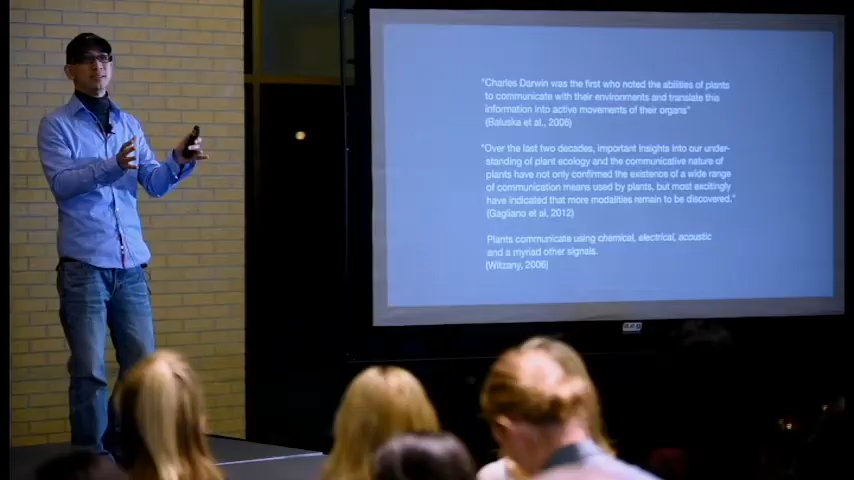 "Charles Darwin was the first who noted the abilities of plants
to communicate with their environments and translate this
information into active movements of their organs"
(Baluska et al., 2006)
"Over the last two decades, important insights into our under-
standing of plant ecology and the communicative nature of
plants have not only confirmed the existence of a wide range
of communication means used by plants, but most excitingly
have indicated that more modalities remain to be discovered."
(Gagliano et al, 2012)
Plants communicate using chemical, electrical, acoustic
and a myriad other signals.
(Witzany, 2006)